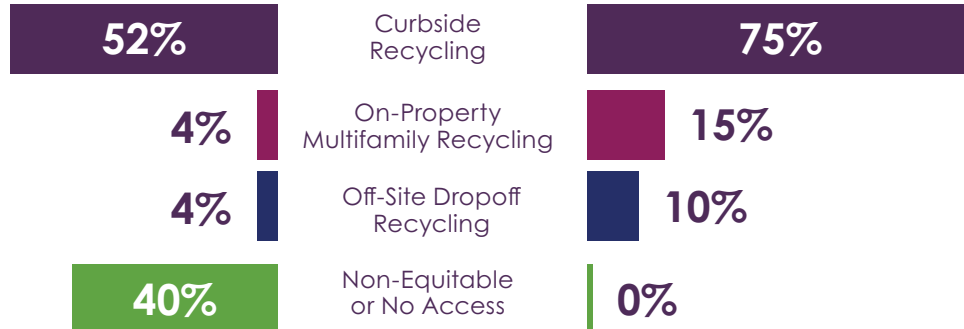 52%
Curbside
Recycling
75%
4%
On-Property
Multifamily Recycling
15%
4%
Off-Site Dropoff
Recycling
10%
40%
Non-Equitable
or No Access
0%